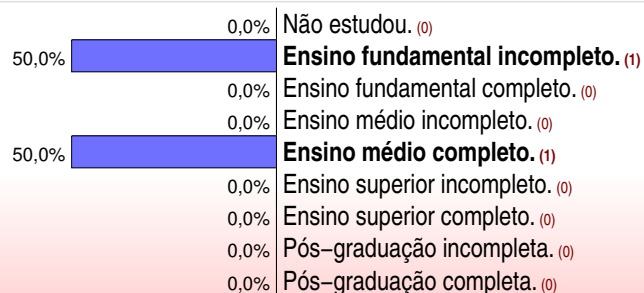 0,0% Não estudou. (0)
50,0% Ensino fundamental incompleto. (1)
0,0% Ensino fundamental completo. (0)
0,0% Ensino médio incompleto. (0)
50,0% Ensino médio completo. (1)
0,0% Ensino superior incompleto. (0)
0,0% Ensino superior completo. (0)
0,0% Pós−graduação incompleta. (0)
0,0% Pós−graduação completa. (0)